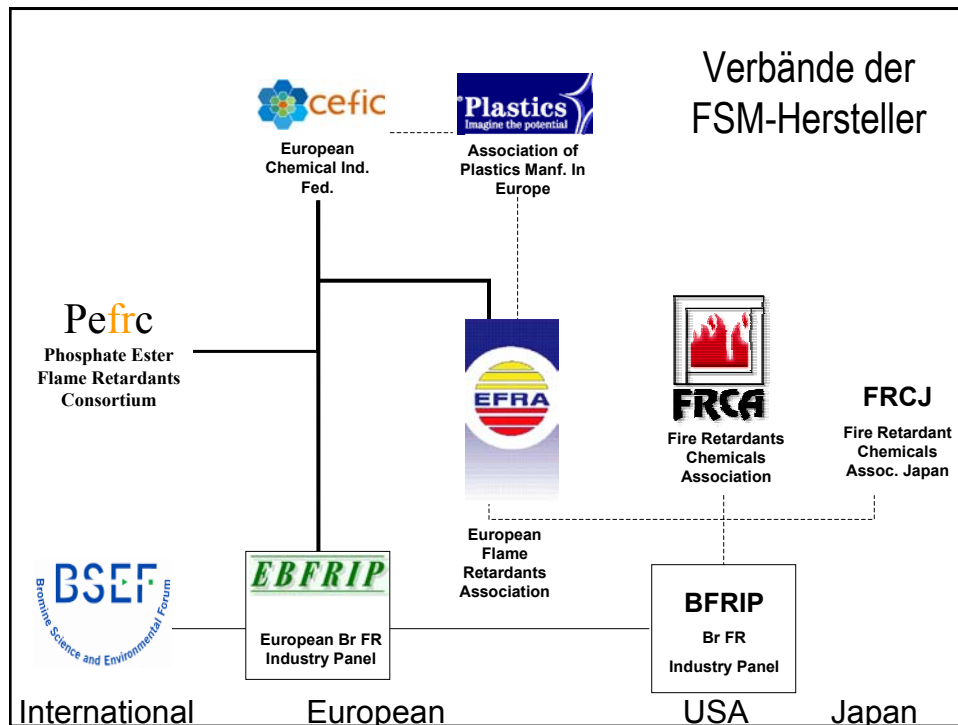 Verbände der
FSM-Hersteller
cefic
European
Chemical Ind.
Fed.
Plastics
Imagine the potential
Association of
Plastics Manf. In
Europe
Pefrc
Phosphate Ester
Flame Retardants
Consortium
EFRA
European
Flame
Retardants
Association
FRCA
Fire Retardants
Chemicals
Association
FRCJ
Fire Retardant
Chemicals
Assoc. Japan
BSEF
Bromine Science and Environmental Forum
EBFRIP
European Br FR
Industry Panel
BFRIP
Br FR
Industry Panel
International
European
USA
Japan